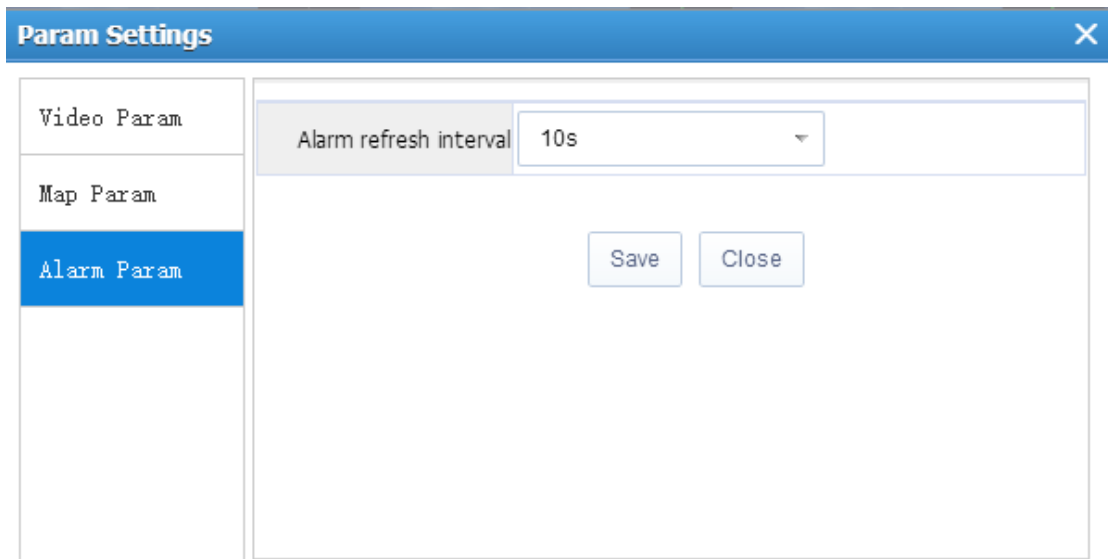 Param Settings
Video Param
Alarm refresh interval 10s
Map Param
Alarm Param
Save Close